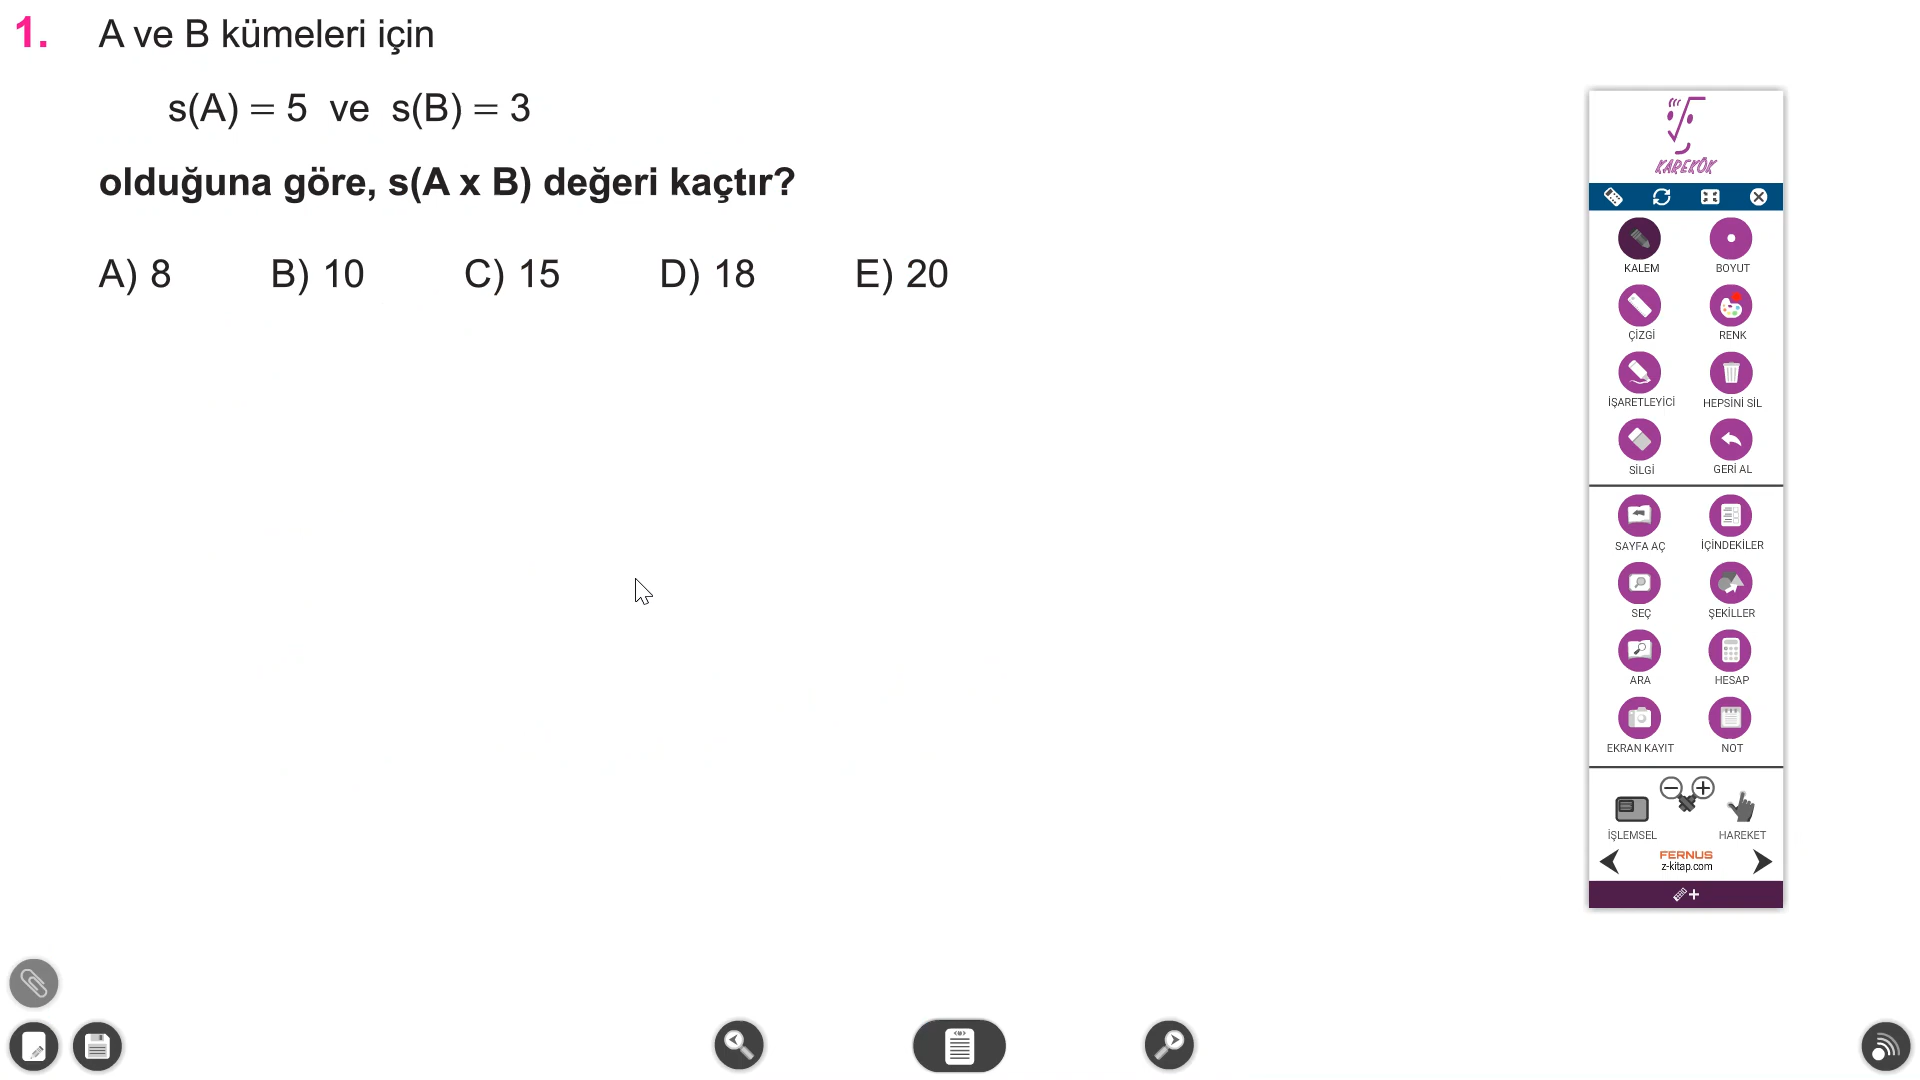 1. A ve B kümeleri için
s(A) = 5 ve s(B) = 3
olduğuna göre, s(A x B) değeri kaçtır?
A) 8 B) 10 C) 15 D) 18 E) 20
KAREKÖK
KALEM BOYUT
ÇİZGİ RENK
İŞARETLEYİCİ HEPSİNİ SİL
SİLGİ GERİ AL
SAYFA AÇ İÇİNDEKİLER
SEÇ ŞEKİLLER
ARA HESAP
EKRAN KAYIT NOT
İŞLEMSEL HAREKET
FERNUS
z-kitap.com